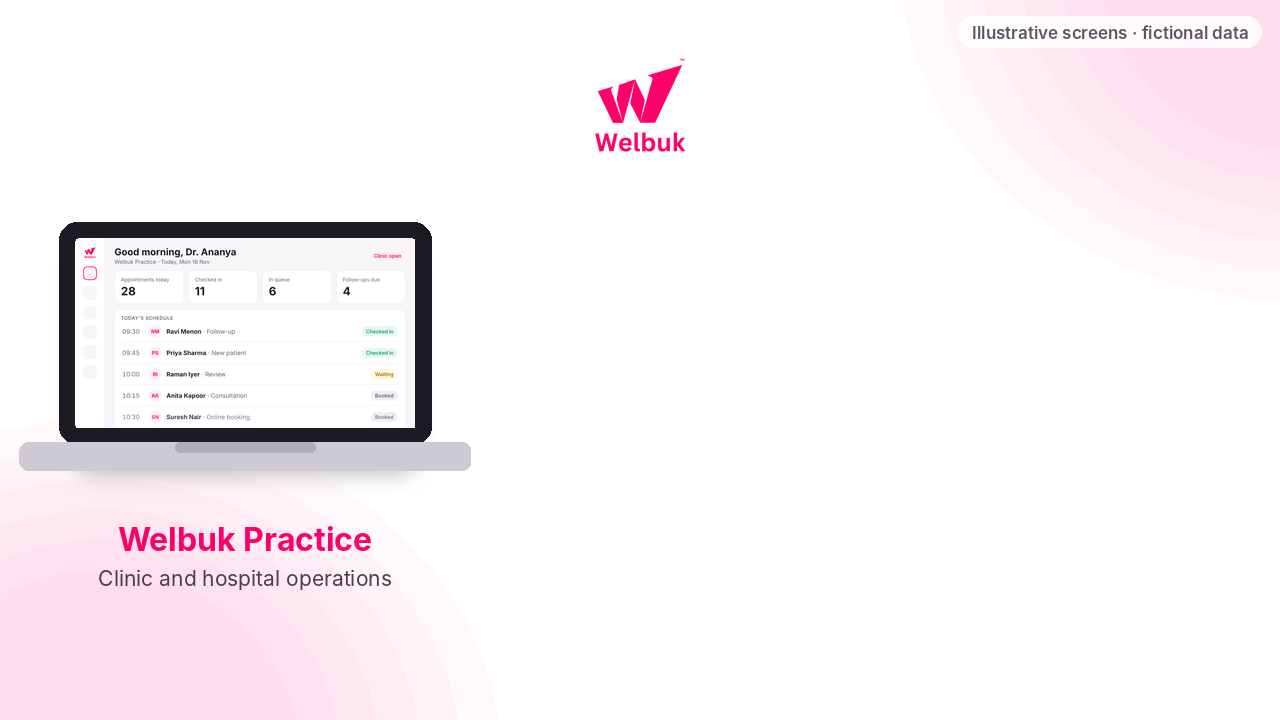 Illustrative screens · fictional data
™
Welbuk
Good morning, Dr. Ananya
Welbuk Practice · Today, Mon 16 Nov
Clinic open
Appointments today
28
Checked in
11
In queue
6
Follow-ups due
4
TODAY'S SCHEDULE
09:30 RM Ravi Menon · Follow-up Checked in
09:45 PS Priya Sharma · New patient Checked in
10:00 RI Raman Iyer · Review Waiting
10:15 AK Anita Kapoor · Consultation Booked
10:30 SN Suresh Nair · Online booking Booked
Welbuk Practice
Clinic and hospital operations